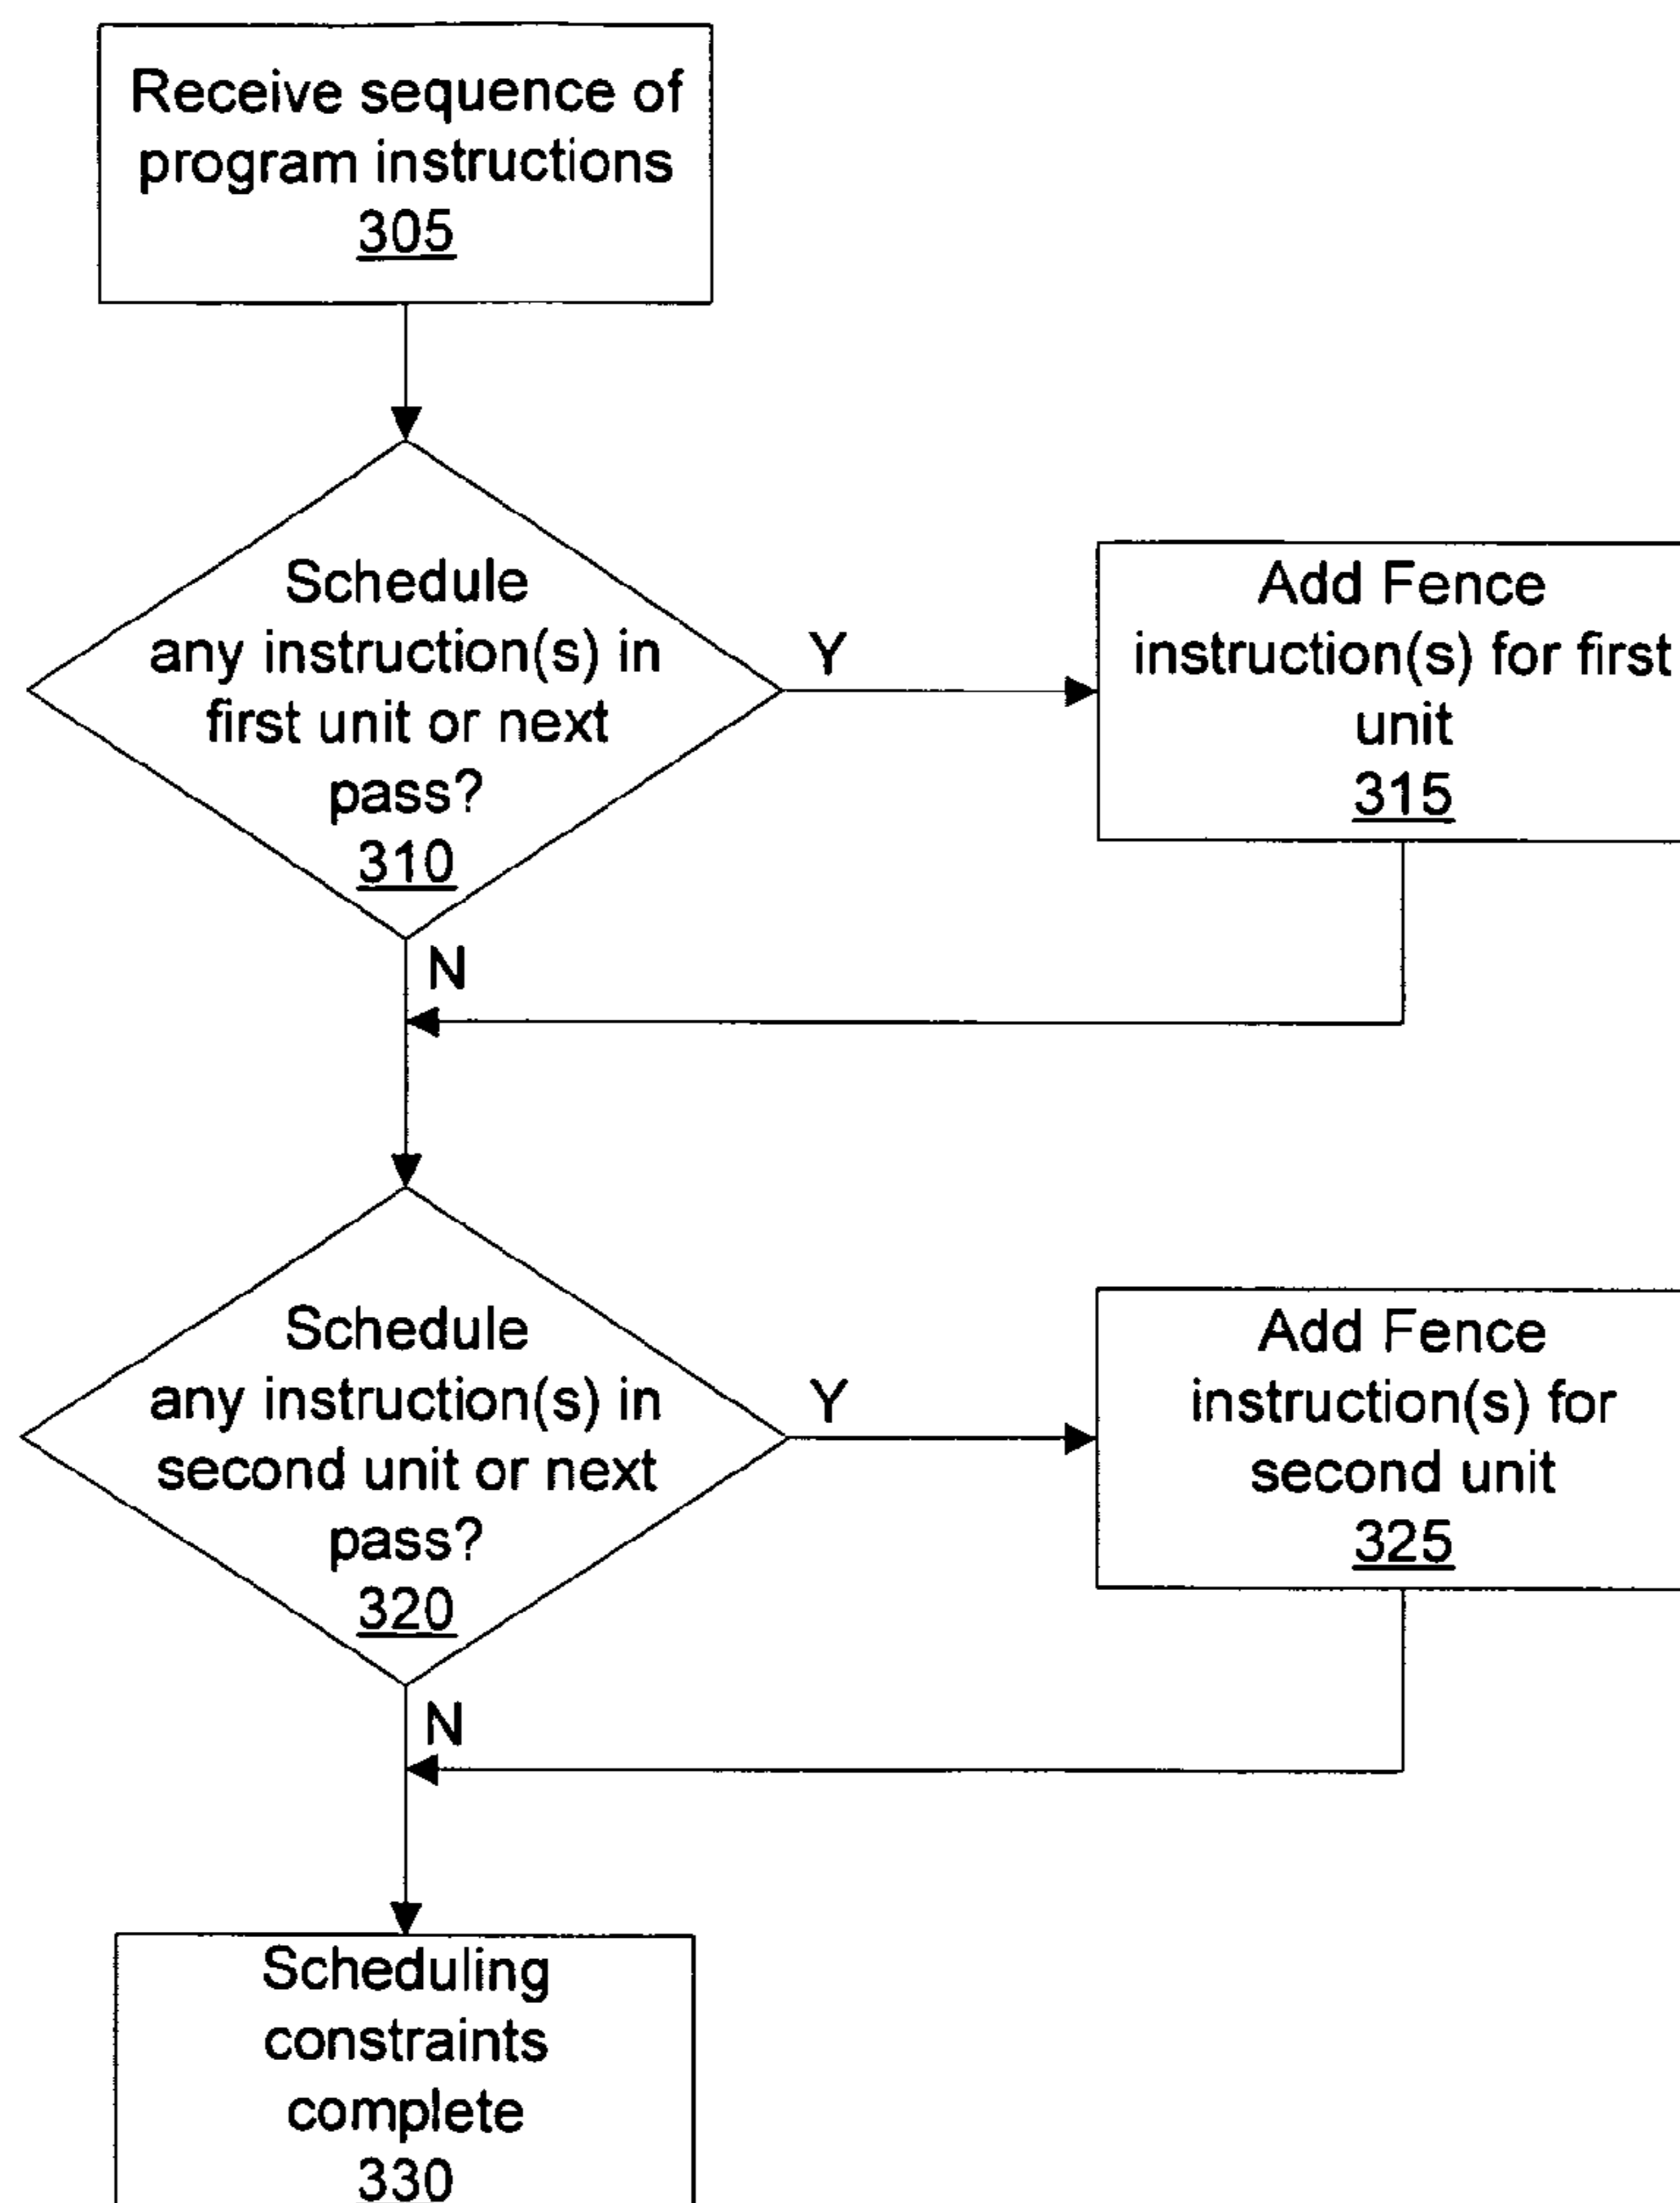 Receive sequence of
program instructions
305
Schedule
any instruction(s) in
first unit or next
pass?
310
Y
Add Fence
instruction(s) for first
unit
315
N
Schedule
any instruction(s) in
second unit or next
pass?
320
Y
Add Fence
instruction(s) for
second unit
325
N
Scheduling
constraints
complete
330